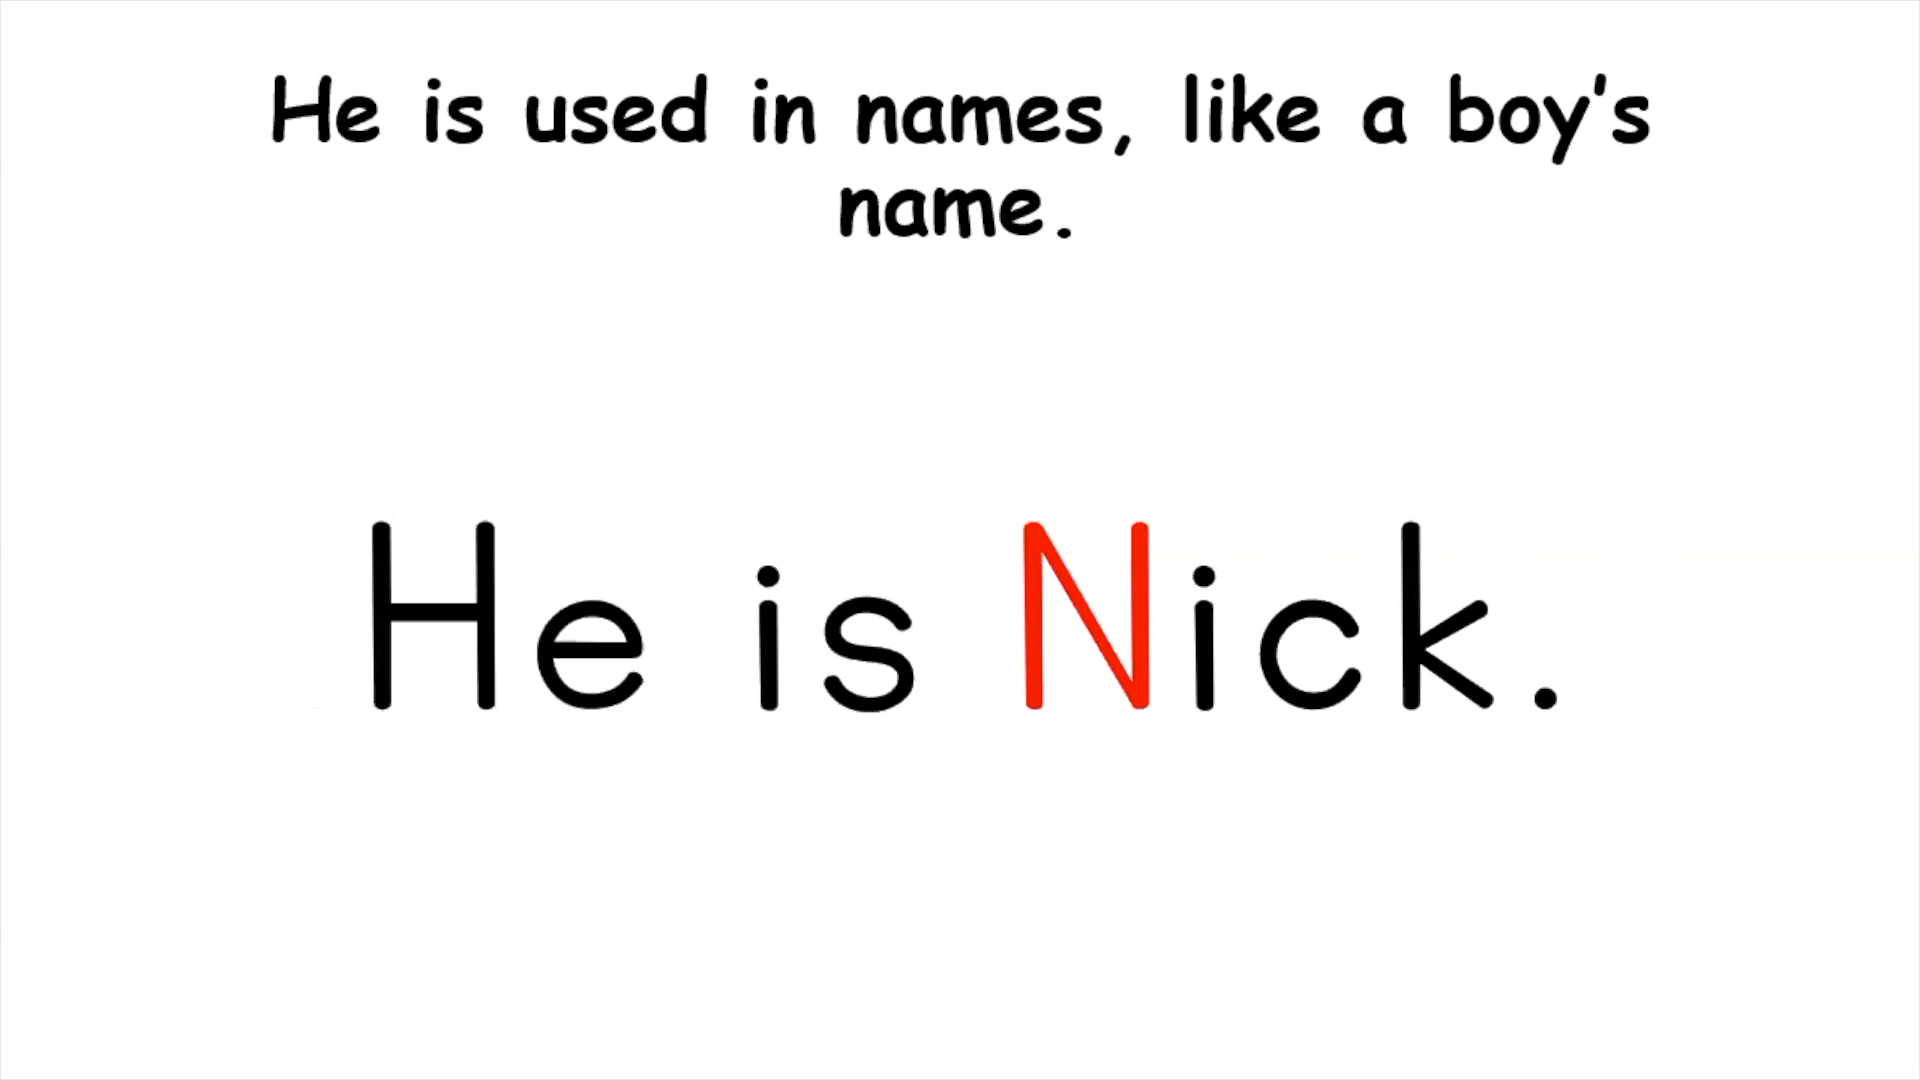 He is used in names, like a boy's
name.
He is Nick.